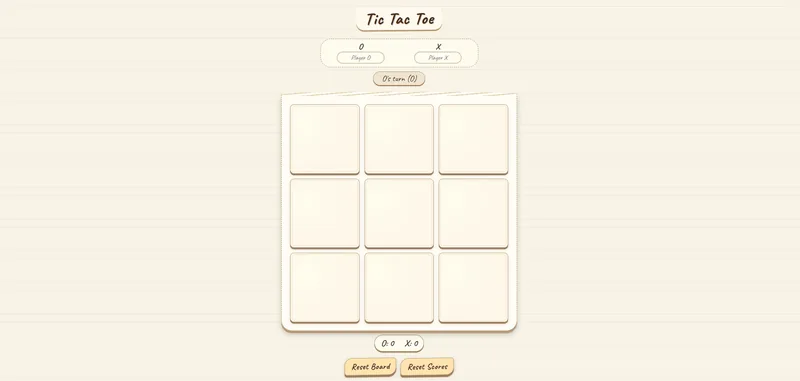 Tic Tac Toe
O X
Player O Player X
O's turn (O)
O: 0 X: 0
Reset Board Reset Scores